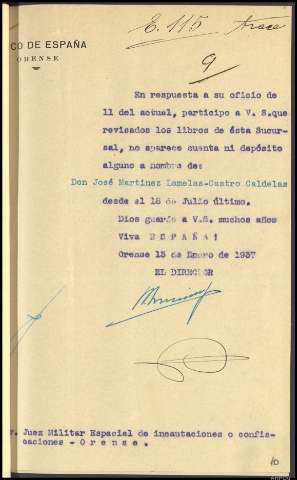 E. 115
CO DE ESPAÑA
ORENSE
9
En respuesta a su oficio de
11 del actuel, participo a V. S.que
revisados los libros de ésta Sucur-
sal, no aparece cuenta ni depósito
alguno a nombre de:
Don José Martinez Lamelas-Castro Caldelas
desde el 18 de Julio último.
Dios guarde a V.S. muchos años
Viva ESPAÑA!
Orense 15 de Enero de 1937
EL DIRECTOR
r. Juez Militar Espacial de incautaciones o confis-
caciones - Orense.
10